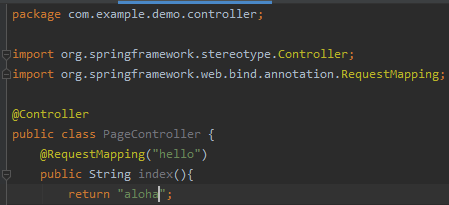 package com.example.demo.controller;
import org.springframework.stereotype.Controller;
import org.springframework.web.bind.annotation.RequestMapping;
@Controller
public class PageController {
@RequestMapping("hello")
public String index(){
return "aloha";